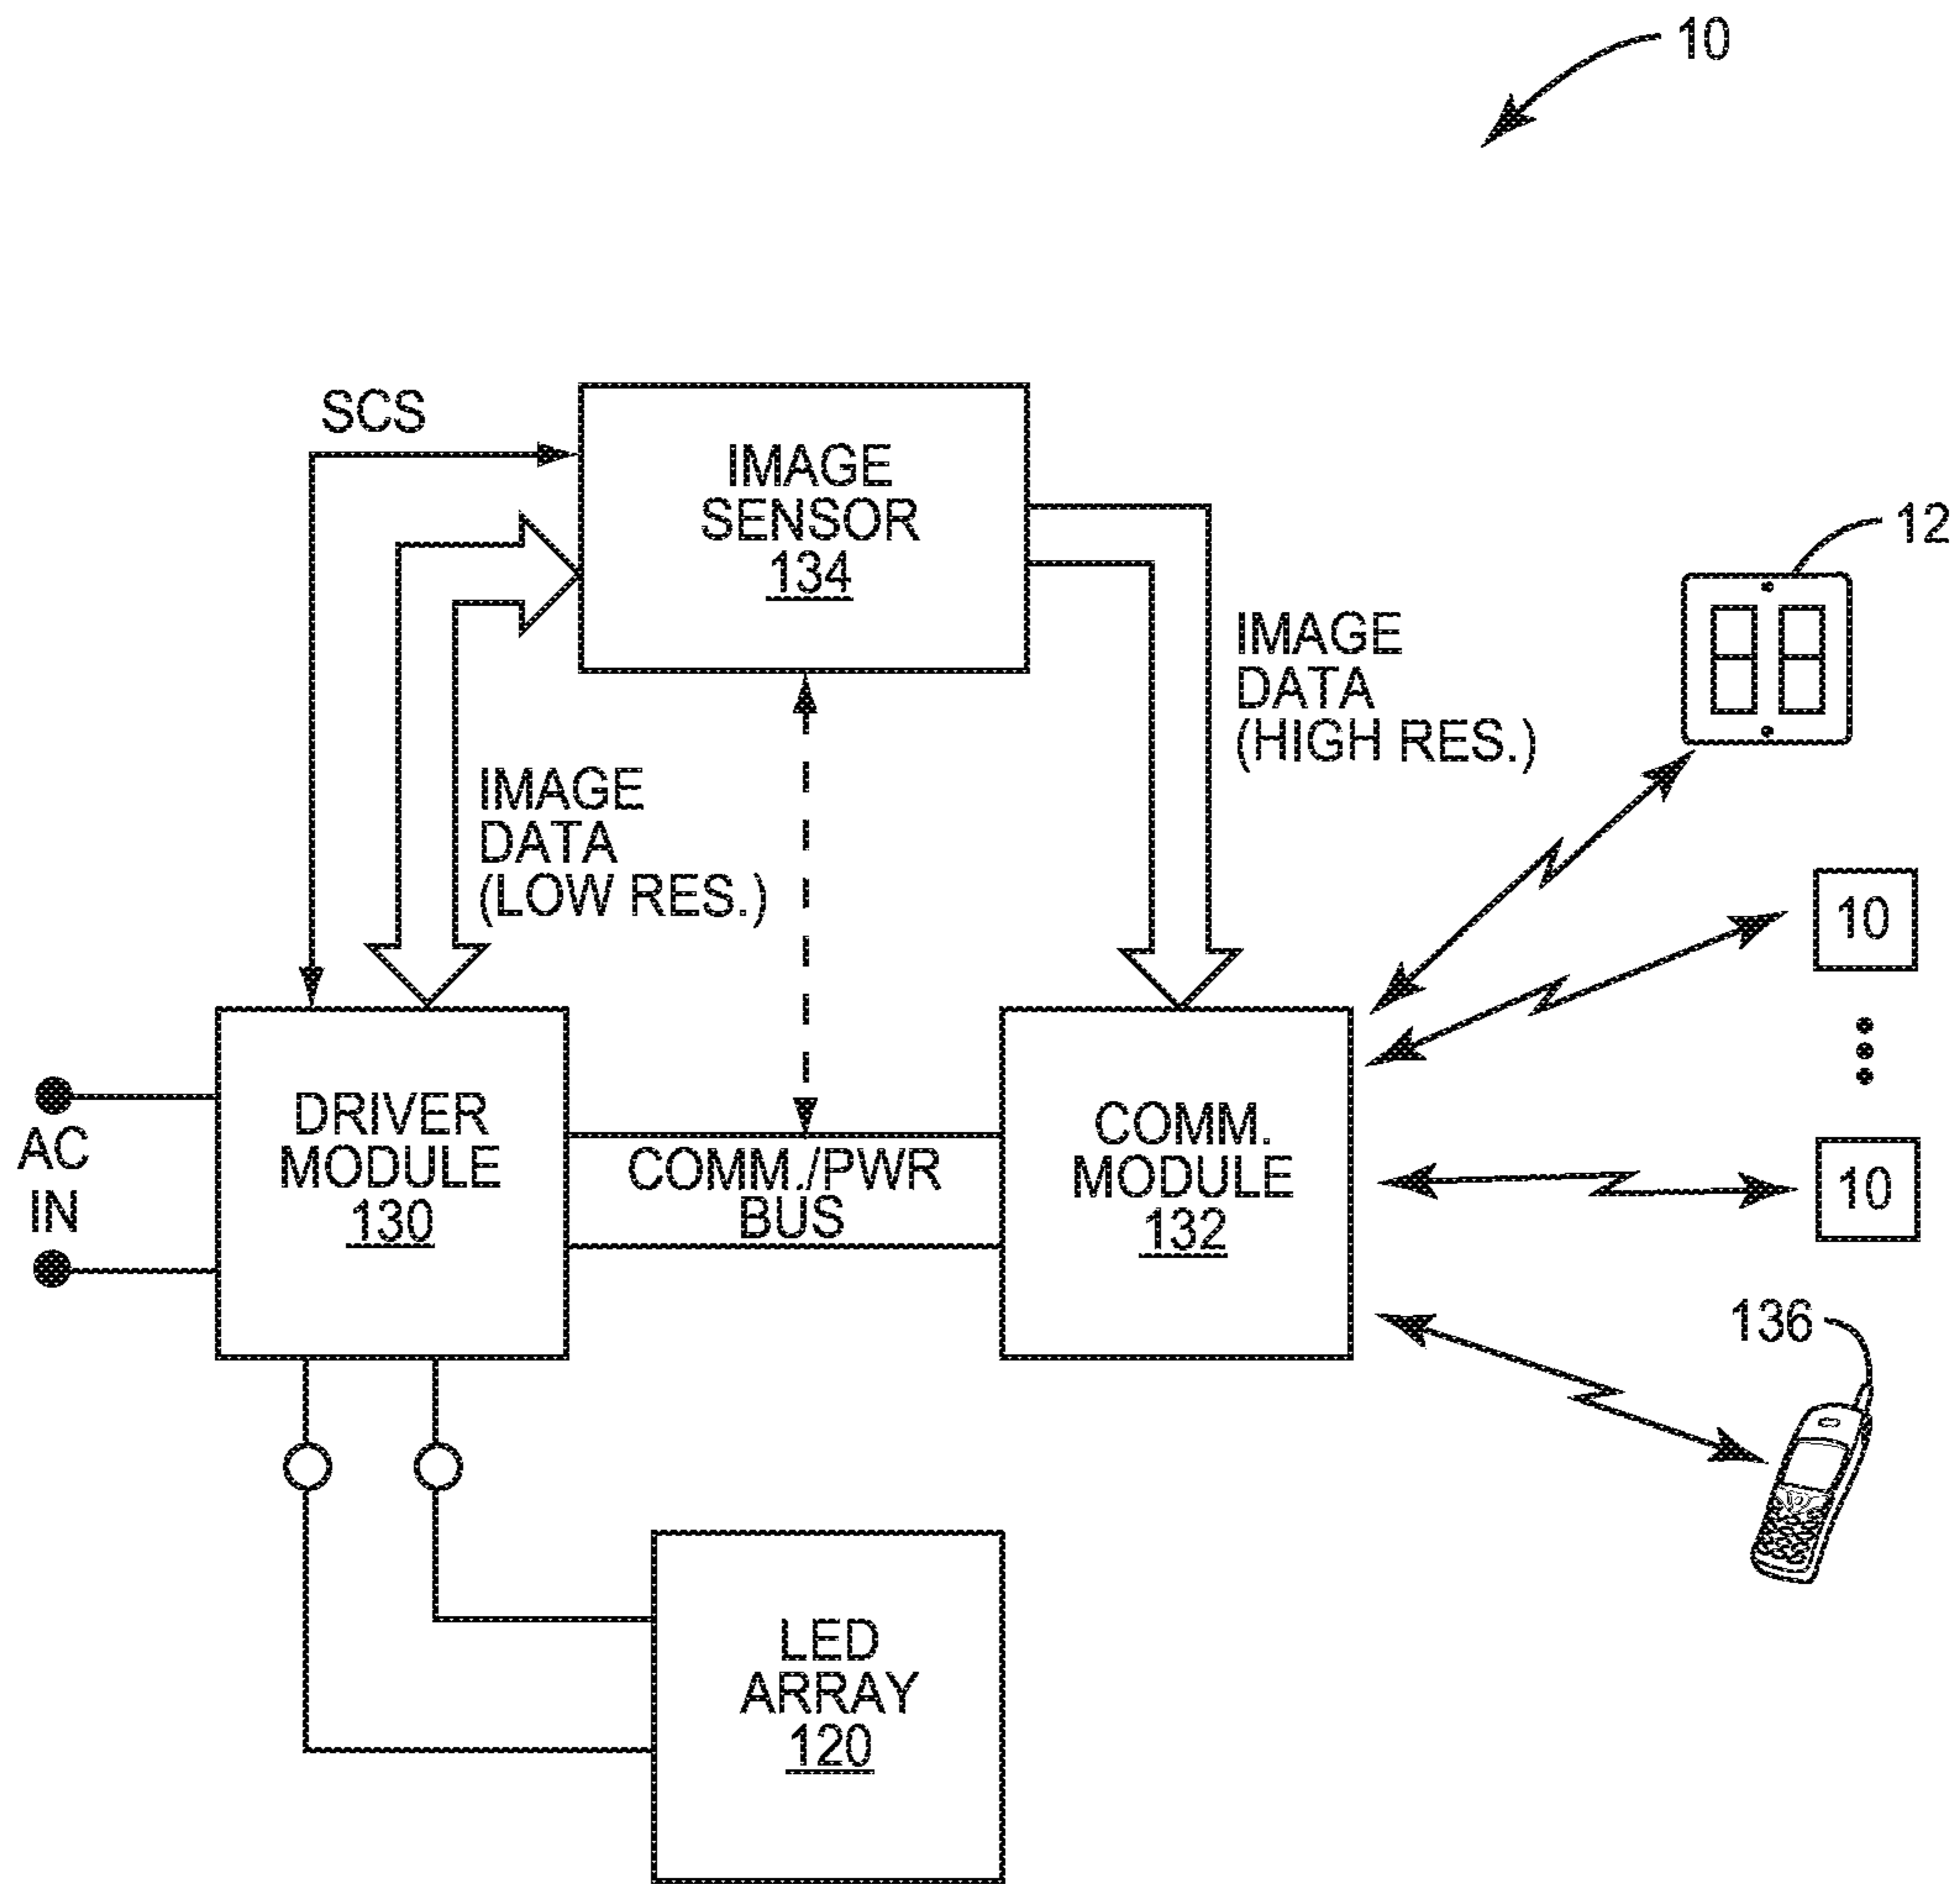 10
SCS
IMAGE
SENSOR
134
12
IMAGE
DATA
(HIGH RES.)
IMAGE
DATA
(LOW RES.)
10
AC
IN
DRIVER
MODULE
130
COMM./PWR
BUS
COMM.
MODULE
132
10
136
LED
ARRAY
120